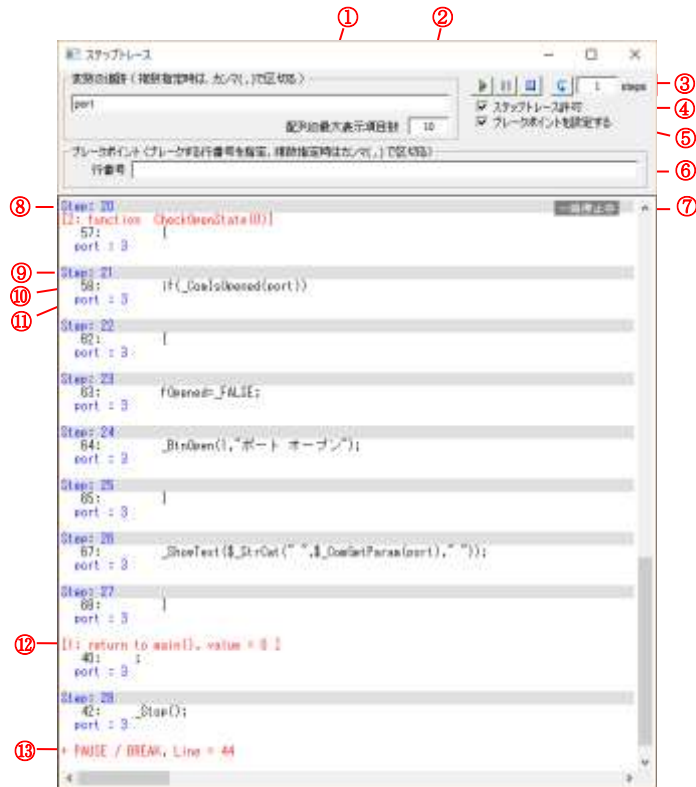 ① ②
ステップトレース
変数の追跡 ( 複数指定時は、カンマ(,)で区切る )
port
配列の最大表示項目数 10
1 steps ③
ステップトレース許可 ④
ブレークポイントを設定する ⑤
ブレークポイント (ブレークする行番号を指定、複数指定時はカンマ(,)で区切る)
行番号 ⑥
⑧ Step: 20 一時停止中 ⑦
[2: function CheckOpenState(0)]
57: {
port : 3
⑨ Step: 21
⑩ 58: if(_ComIsOpened(port))
⑪ port : 3
Step: 22
62: {
port : 3
Step: 23
63: fOpened=_FALSE;
port : 3
Step: 24
64: _BtnOpen(1,"ポート オープン");
port : 3
Step: 25
65: }
port : 3
Step: 26
67: _ShowText($_StrCat(" ",$_ComGetParam(port)," "));
port : 3
Step: 27
68: }
port : 3
⑫ [1: return to main(), value = 0 ]
40: ;
port : 3
Step: 28
42: _Stop();
port : 3
⑬ + PAUSE / BREAK, Line = 44